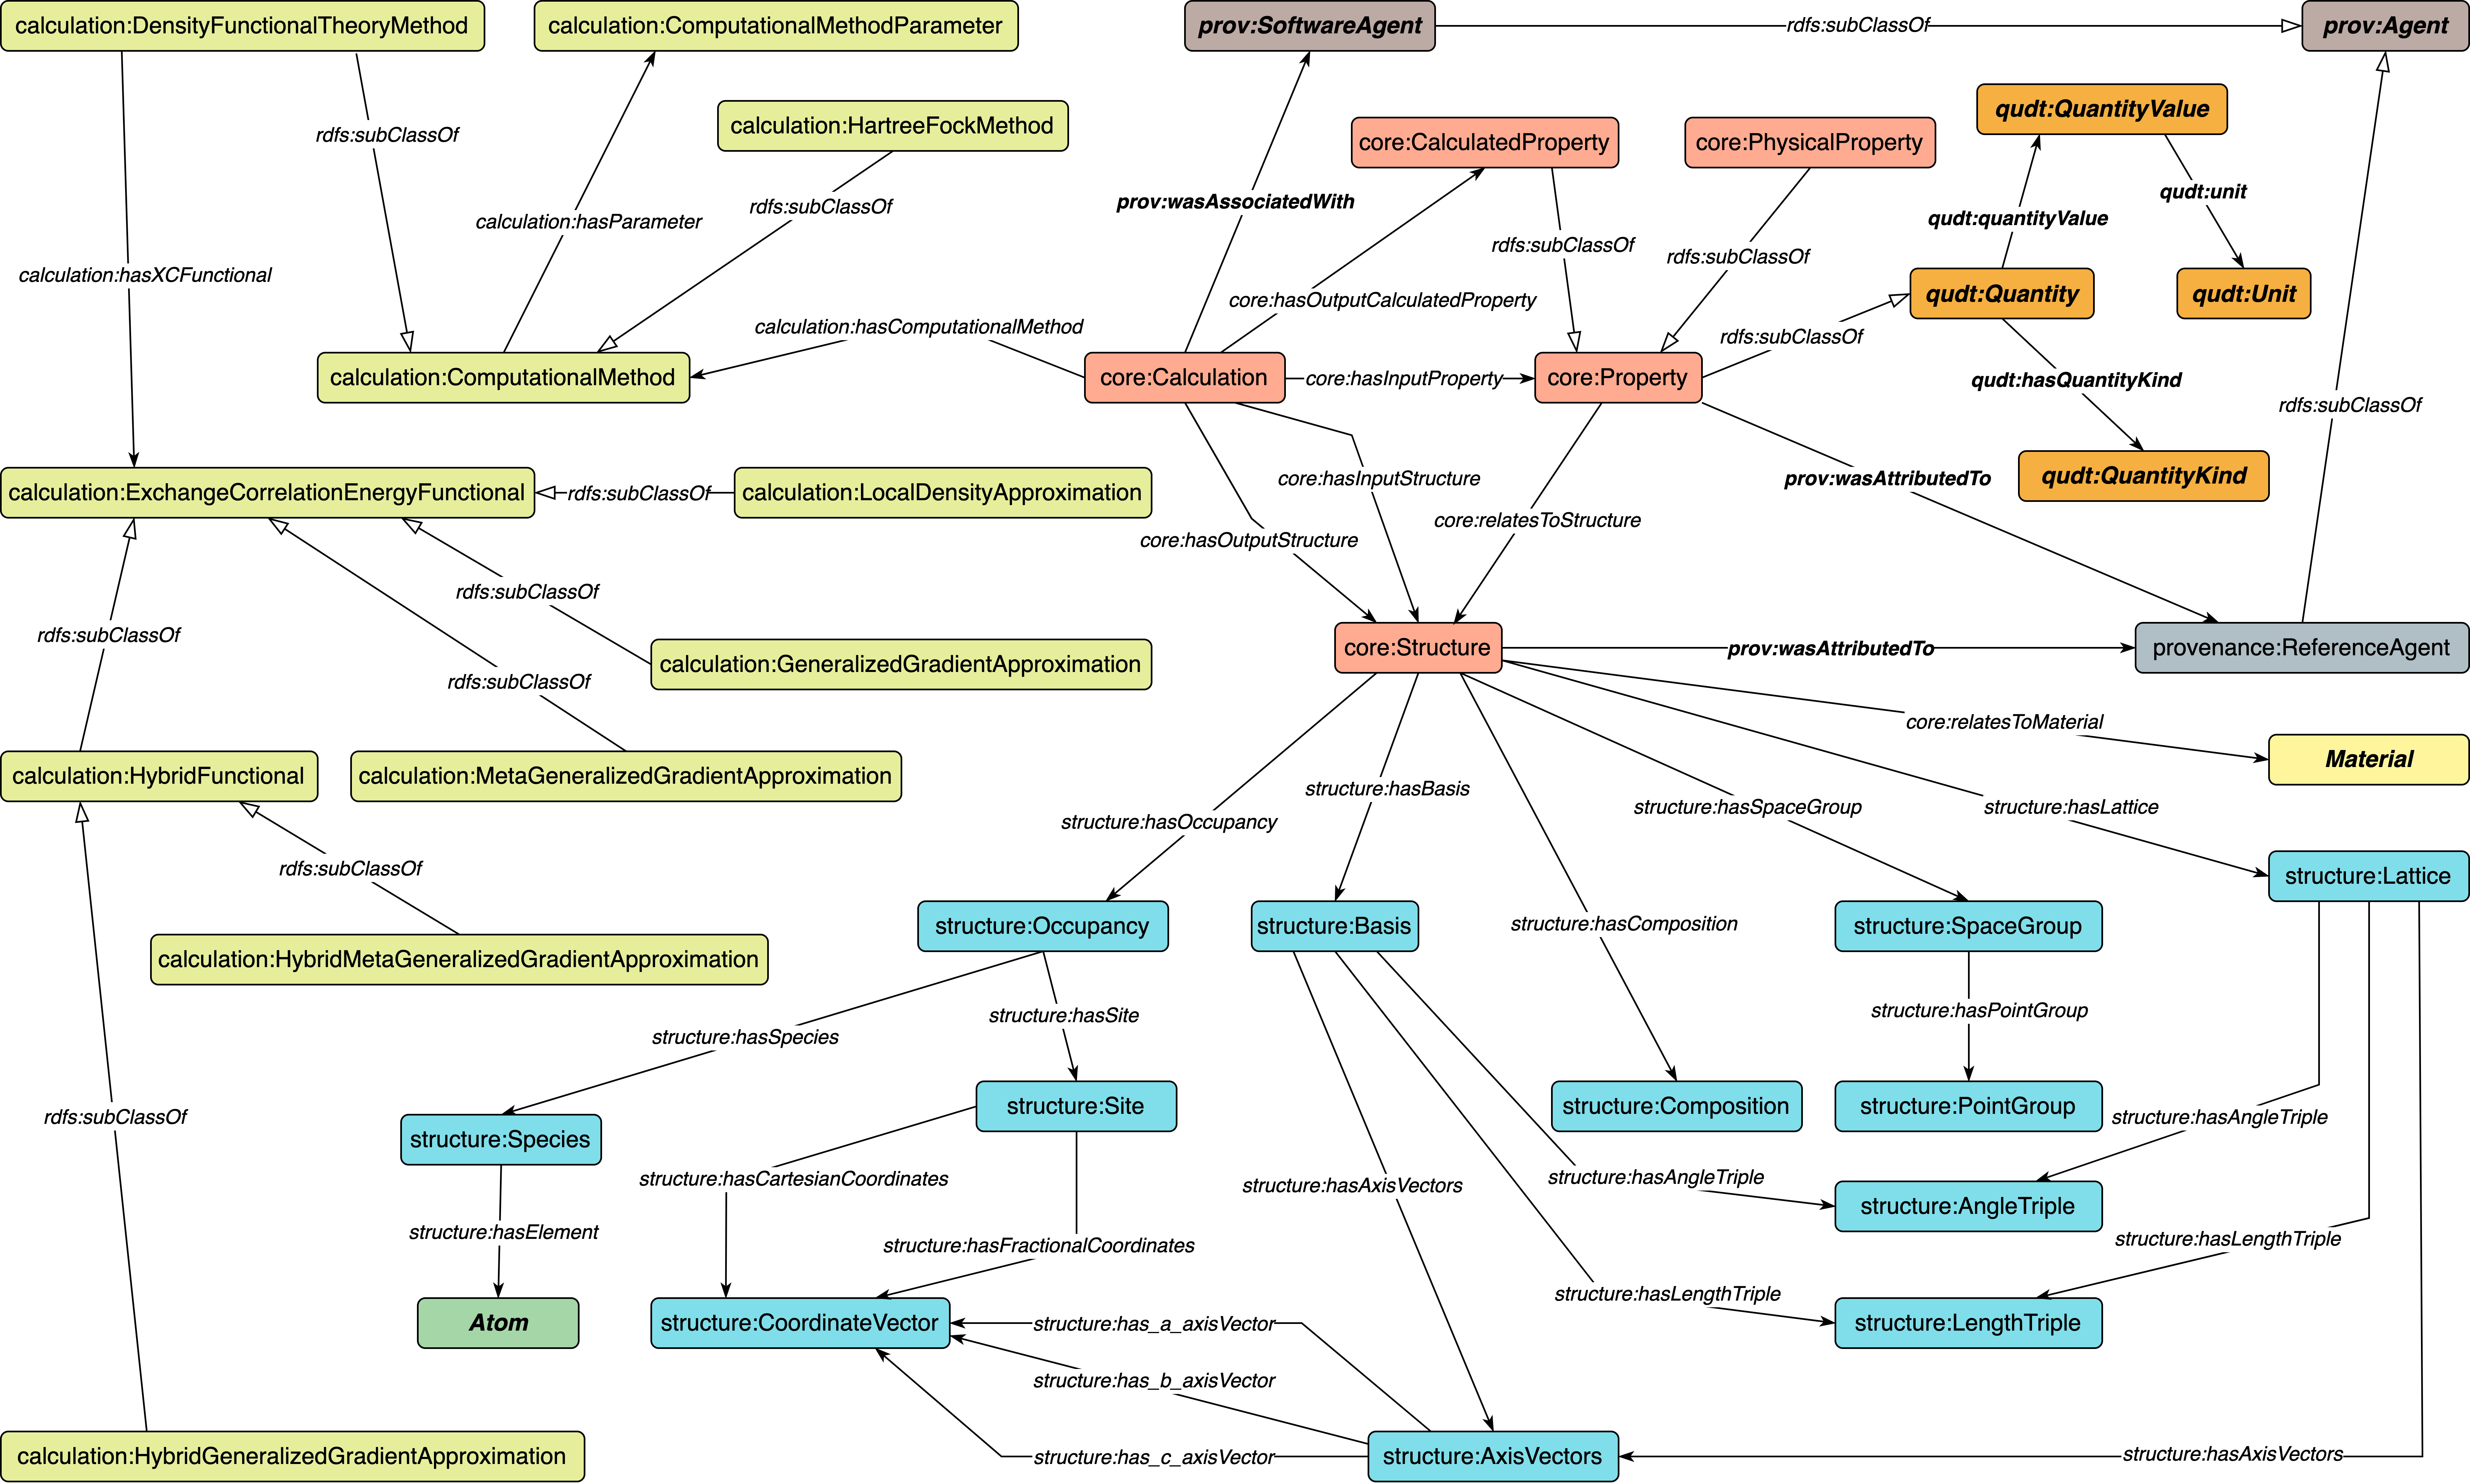 calculation:DensityFunctionalTheoryMethod
calculation:ComputationalMethodParameter
prov:SoftwareAgent
rdfs:subClassOf
prov:Agent
qudt:QuantityValue
calculation:HartreeFockMethod
rdfs:subClassOf
core:CalculatedProperty
core:PhysicalProperty
qudt:unit
prov:wasAssociatedWith
rdfs:subClassOf
calculation:hasParameter
qudt:quantityValue
rdfs:subClassOf
rdfs:subClassOf
calculation:hasXCFunctional
qudt:Quantity
qudt:Unit
core:hasOutputCalculatedProperty
calculation:hasComputationalMethod
rdfs:subClassOf
calculation:ComputationalMethod
core:Calculation
core:hasInputProperty
core:Property
qudt:hasQuantityKind
rdfs:subClassOf
qudt:QuantityKind
core:hasInputStructure
prov:wasAttributedTo
calculation:ExchangeCorrelationEnergyFunctional
rdfs:subClassOf
calculation:LocalDensityApproximation
core:relatesToStructure
core:hasOutputStructure
rdfs:subClassOf
rdfs:subClassOf
core:Structure
prov:wasAttributedTo
provenance:ReferenceAgent
calculation:GeneralizedGradientApproximation
rdfs:subClassOf
core:relatesToMaterial
Material
calculation:HybridFunctional
calculation:MetaGeneralizedGradientApproximation
structure:hasBasis
structure:hasSpaceGroup
structure:hasLattice
structure:hasOccupancy
rdfs:subClassOf
structure:Lattice
structure:Occupancy
structure:Basis
structure:hasComposition
structure:SpaceGroup
calculation:HybridMetaGeneralizedGradientApproximation
structure:hasPointGroup
structure:hasSite
structure:hasSpecies
structure:Site
structure:Composition
structure:PointGroup
rdfs:subClassOf
structure:hasAngleTriple
structure:Species
structure:hasCartesianCoordinates
structure:hasAxisVectors
structure:hasAngleTriple
structure:AngleTriple
structure:hasElement
structure:hasFractionalCoordinates
structure:hasLengthTriple
structure:hasLengthTriple
Atom
structure:CoordinateVector
structure:has_a_axisVector
structure:LengthTriple
structure:has_b_axisVector
calculation:HybridGeneralizedGradientApproximation
structure:has_c_axisVector
structure:AxisVectors
structure:hasAxisVectors